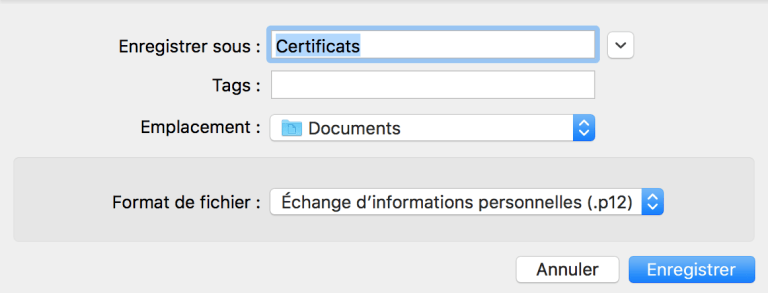 Enregistrer sous : Certificats
Tags :
Emplacement : Documents
Format de fichier : Échange d’informations personnelles (.p12)
Annuler Enregistrer